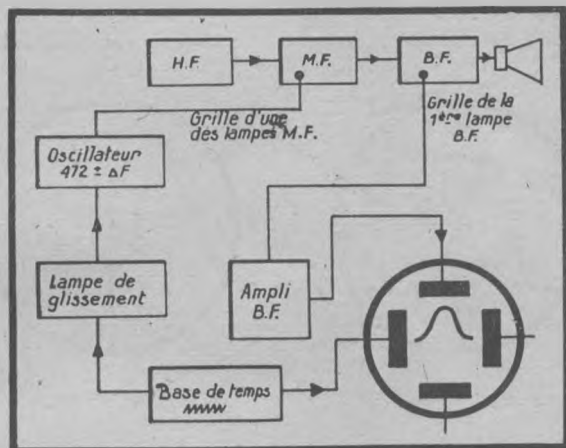 H.F.
M.F.
B.F.
Grille d'une
des lampes M.F.
Grille de la
1ère lampe
B.F.
Oscillateur
472 ± ΔF
Lampe de
glissement
Ampli
B.F.
Base de temps